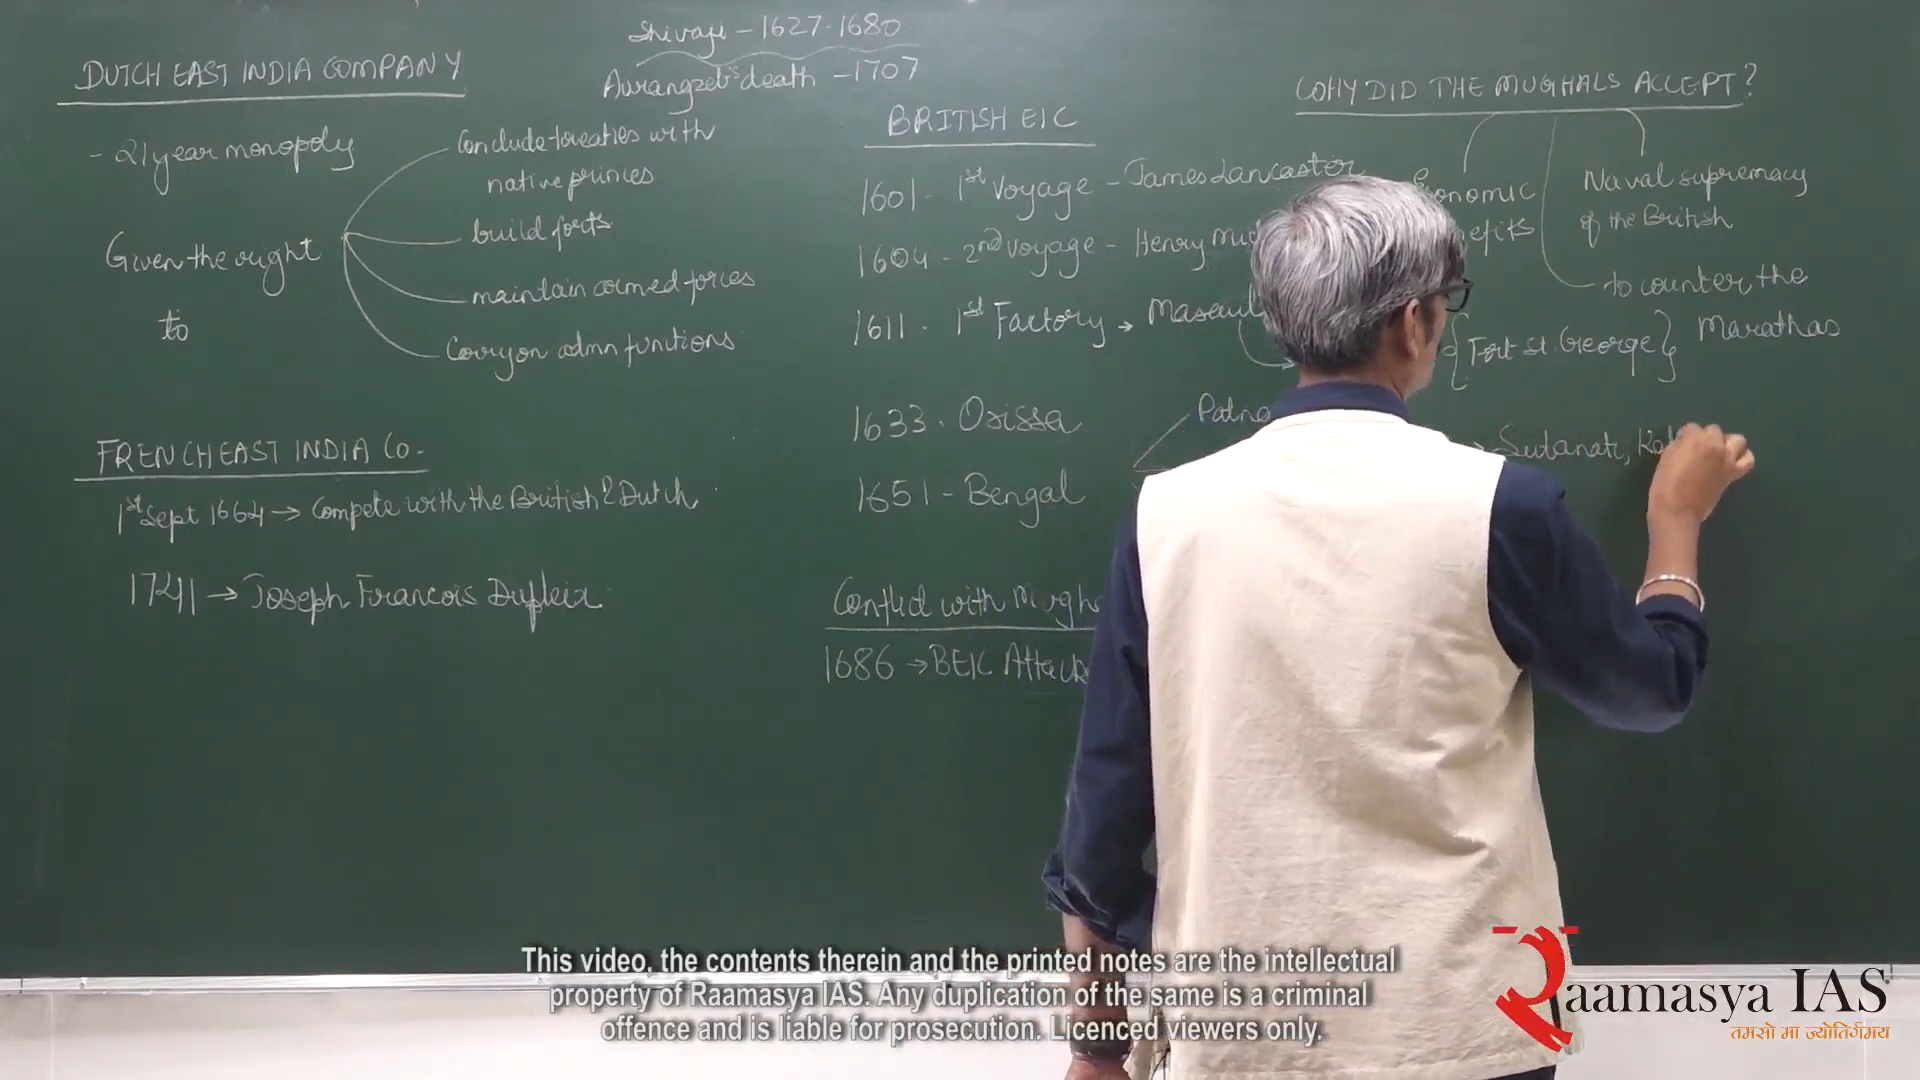 Shivaji - 1627-1680
Aurangzeb's death - 1707
DUTCH EAST INDIA COMPANY
- 21 year monopoly
Given the right
to
Conclude treaties with
native princes
build forts
maintain armed forces
Carry on admn functions
FRENCH EAST INDIA Co.
1st Sept 1664 → Compete with the British & Dutch
1741 → Joseph Francois Dupleix
BRITISH EIC
1601 - 1st Voyage - James Lancaster
1604 - 2nd Voyage - Henry
1611 - 1st Factory →
1633 - Orissa
1651 - Bengal
Conflict with
1686 → BEIC Attack
WHY DID THE MUGHALS ACCEPT?
Naval supremacy
of the British
to counter the
Marathas
{Fort St. George}
→ Sutanati,
This video, the contents therein and the printed notes are the intellectual
property of Raamasya IAS. Any duplication of the same is a criminal
offence and is liable for prosecution. Licenced viewers only.
Raamasya IAS
तमसो मा ज्योतिर्गमय